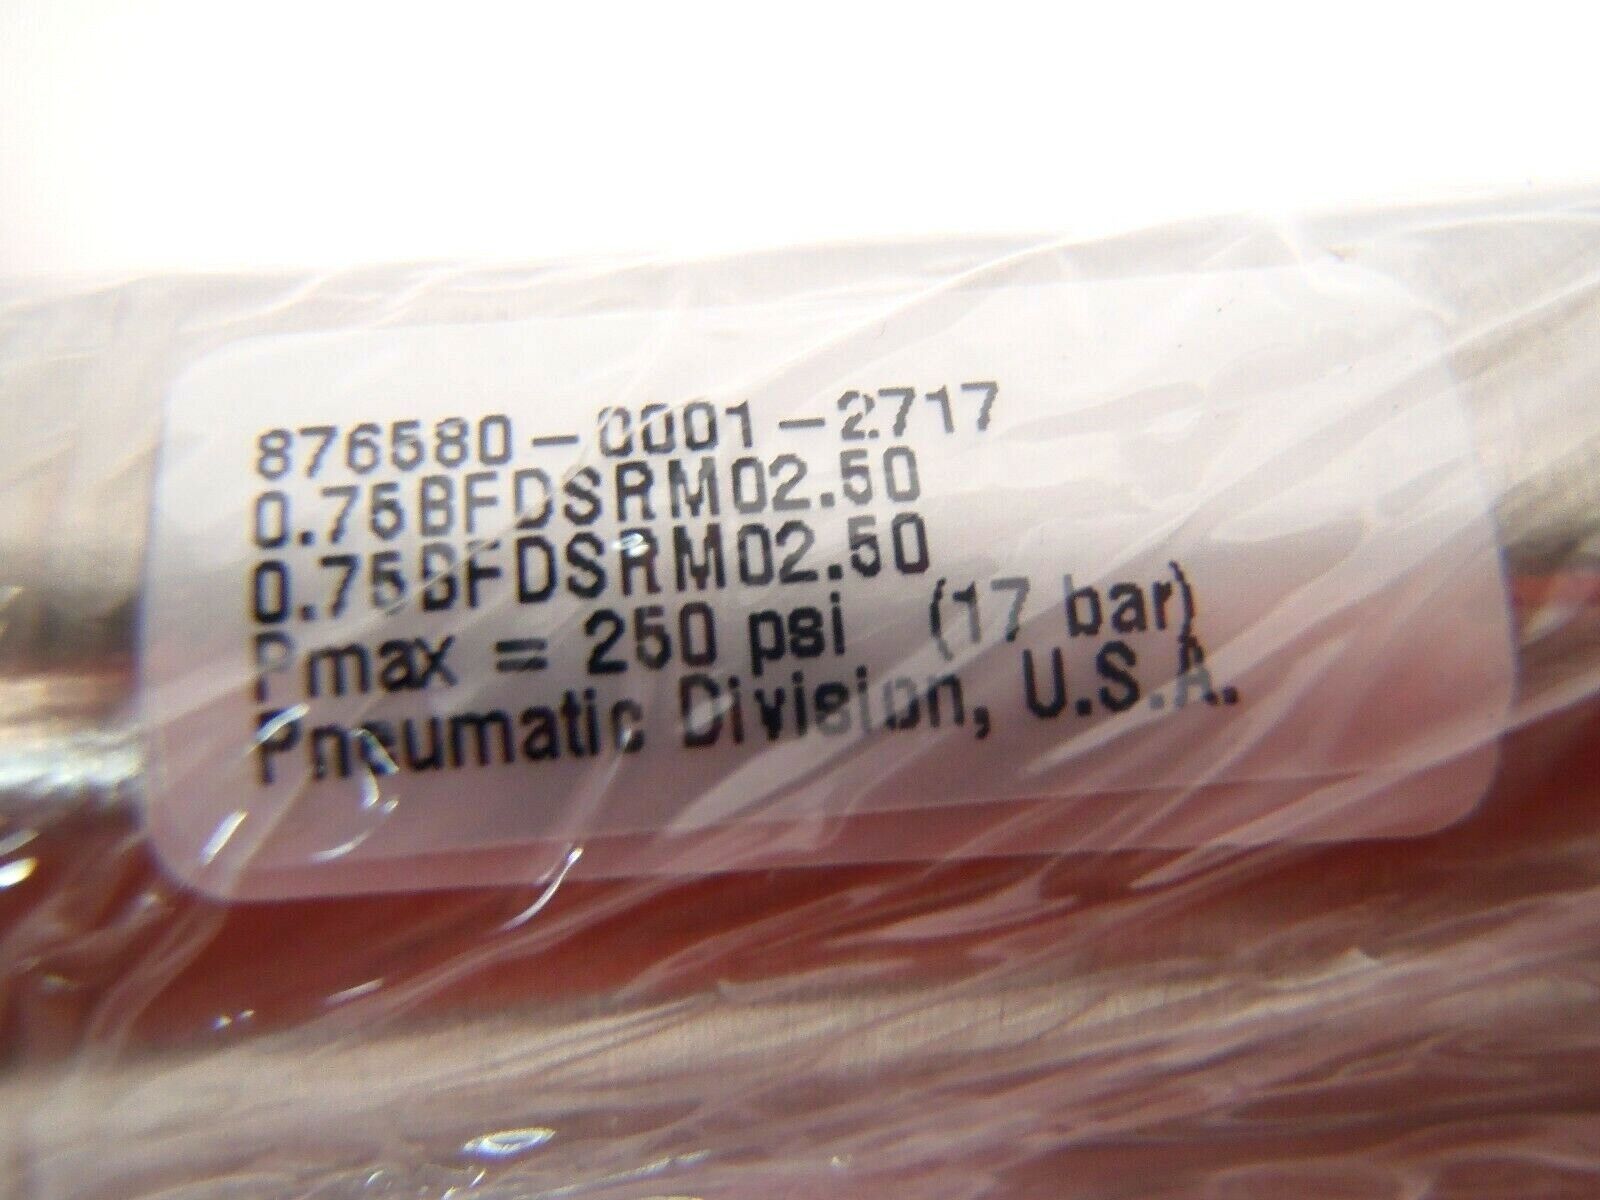 876580-0001-2717
0.75BFDSRM02.50
0.75BFDSRM02.50
Pmax = 250 psi (17 bar)
Pneumatic Division, U.S.A.